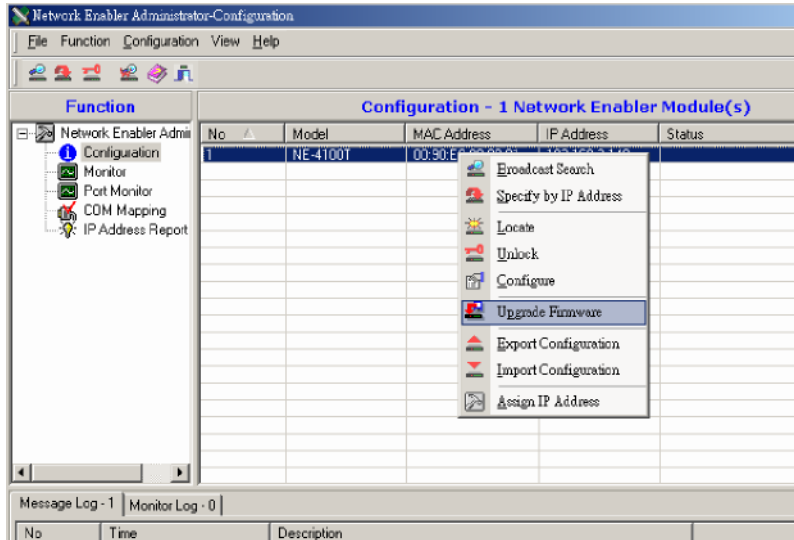 Network Enabler Administrator-Configuration
File Function Configuration View Help
Function
Configuration - 1 Network Enabler Module(s)
Network Enabler Admi
Configuration
Monitor
Port Monitor
COM Mapping
IP Address Report
No Model MAC Address IP Address Status
1 NE-4100T
Broadcast Search
Specify by IP Address
Locate
Unlock
Configure
Upgrade Firmware
Export Configuration
Import Configuration
Assign IP Address
Message Log - 1 Monitor Log - 0
No Time Description